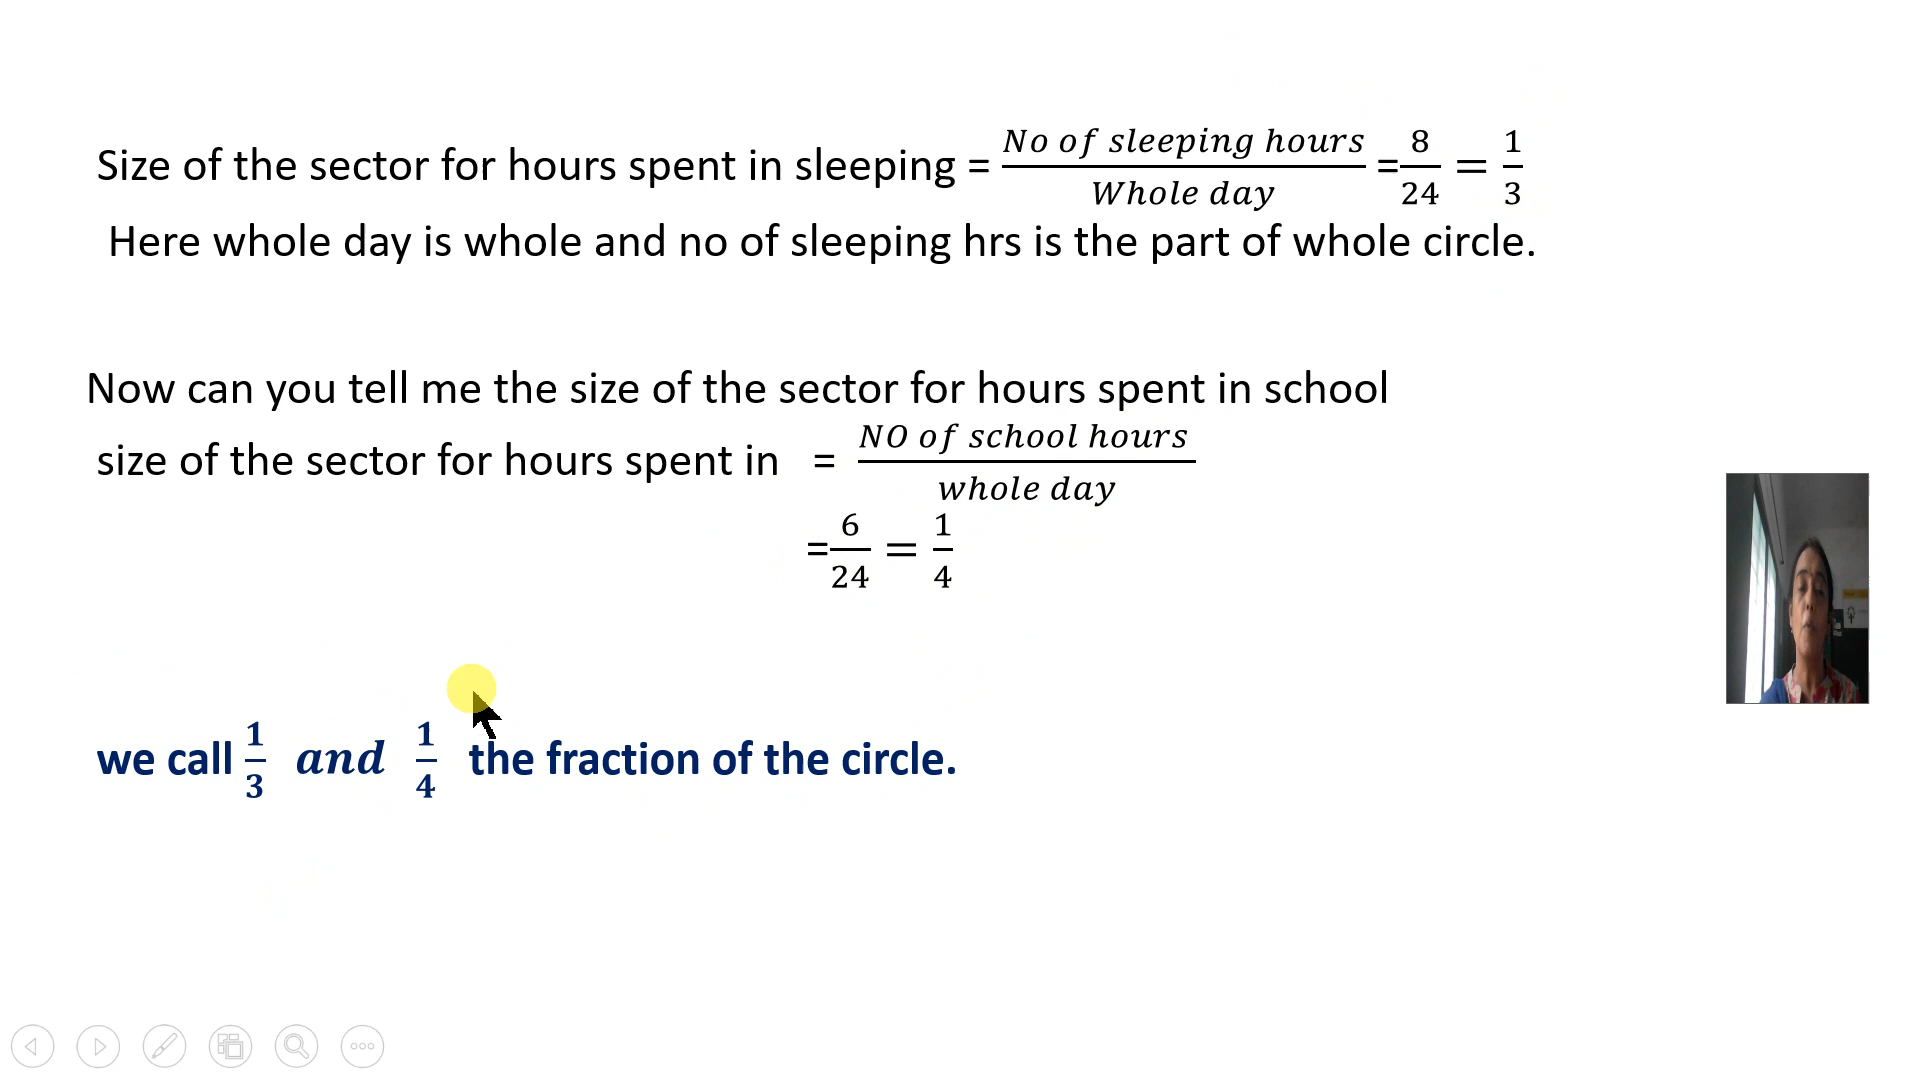 Size of the sector for hours spent in sleeping = No of sleeping hours / Whole day = 8/24 = 1/3
Here whole day is whole and no of sleeping hrs is the part of whole circle.
Now can you tell me the size of the sector for hours spent in school
size of the sector for hours spent in = NO of school hours / whole day
= 6/24 = 1/4
we call 1/3 and 1/4 the fraction of the circle.